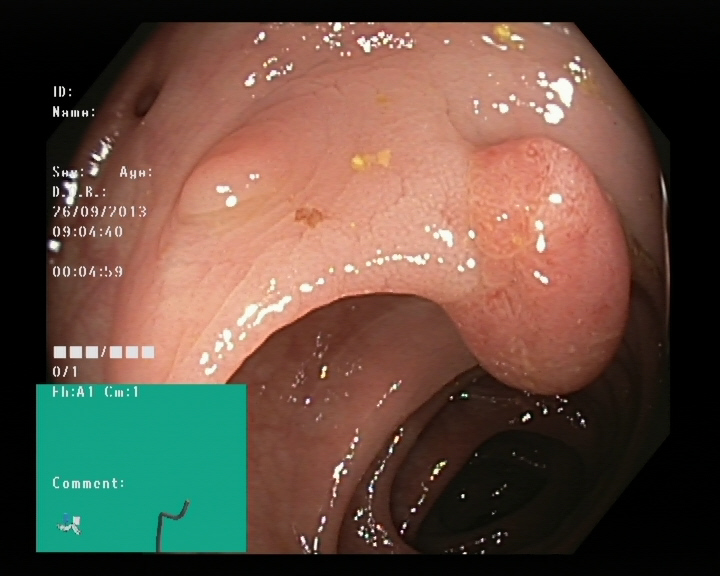 ID:
Name:
Sex: Age:
D.O.B.:
26/09/2013
09:04:40
00:04:59
■■■/■■■
0/1
Eh:A1 Cm:1
Comment: